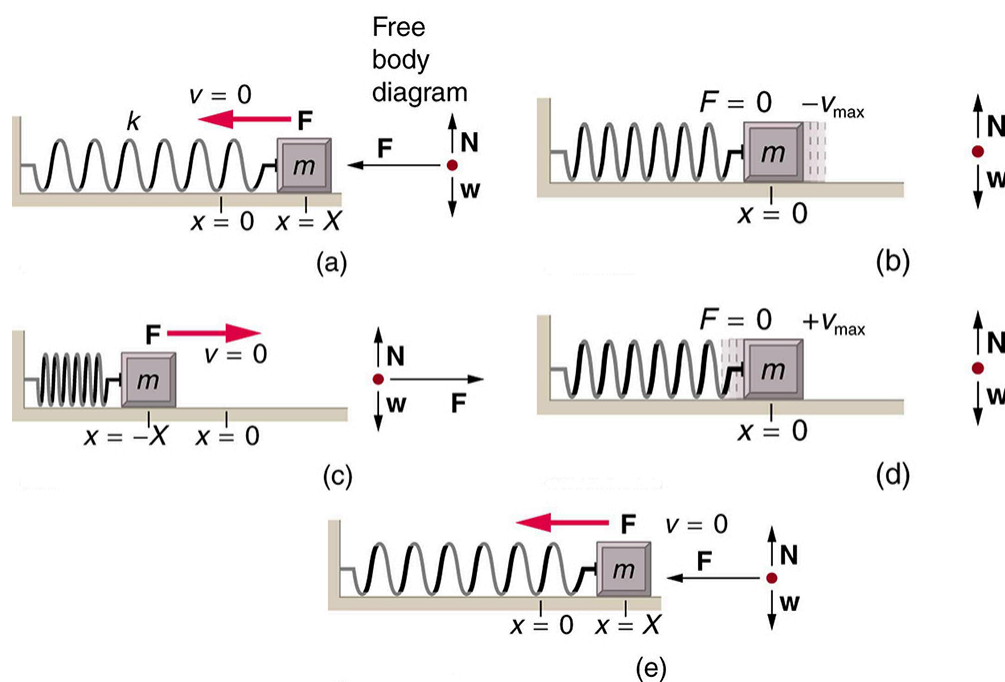 Free
body
diagram
v = 0
k
F
m
F
N
w
x = 0 x = X
(a)
F = 0 −vmax
m
N
w
x = 0
(b)
F
v = 0
m
N
w
F
x = −X x = 0
(c)
F = 0 +vmax
m
N
w
x = 0
(d)
F v = 0
m
F
N
w
x = 0 x = X
(e)